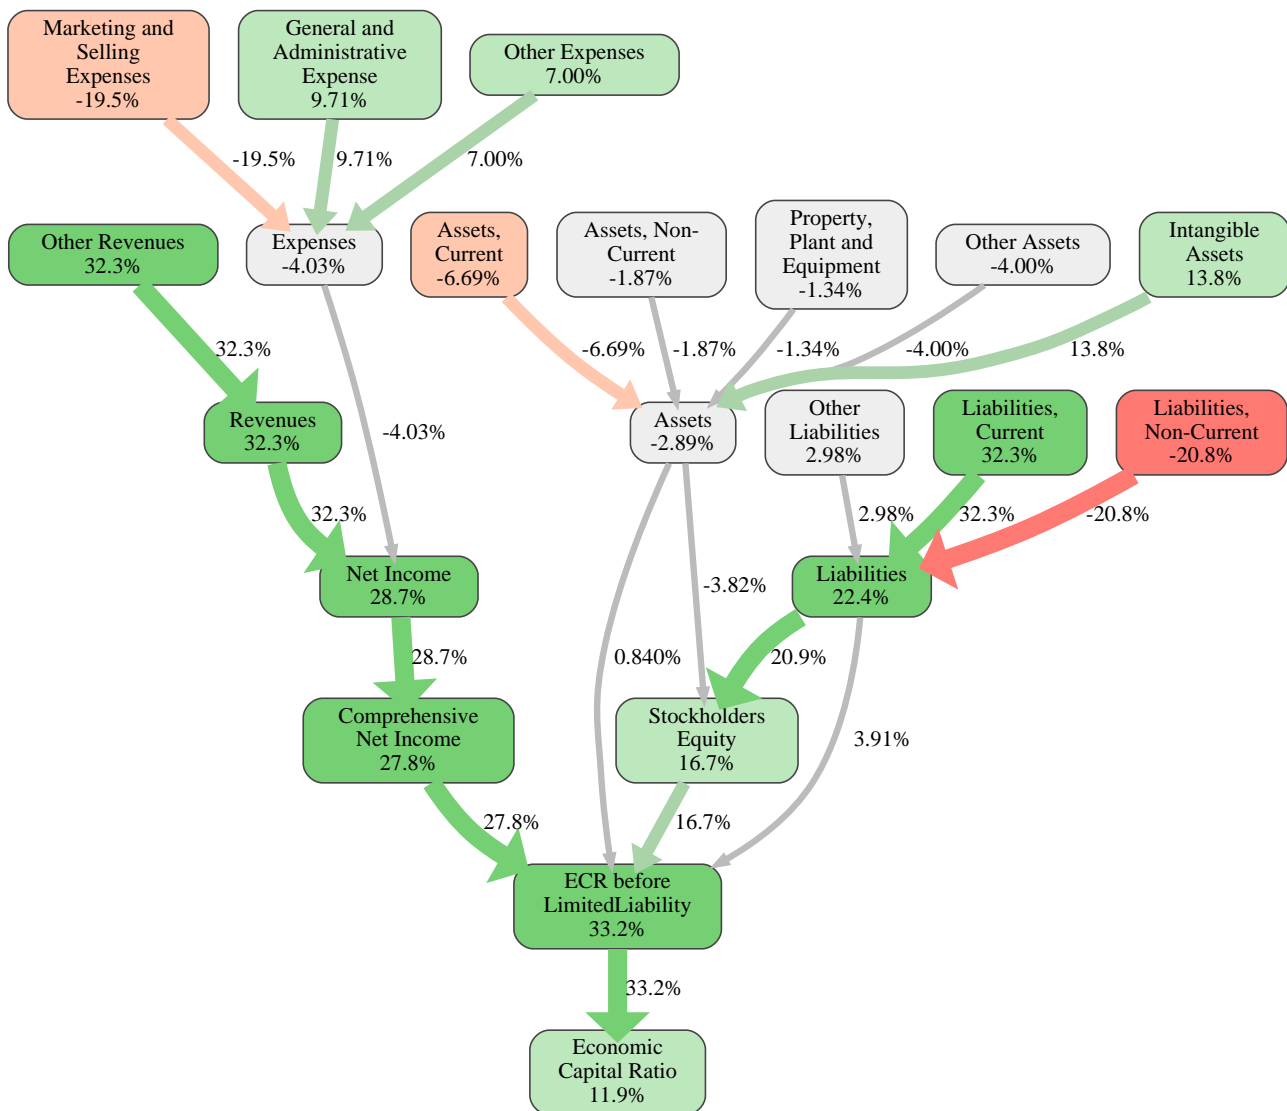 Marketing and
Selling
Expenses
-19.5%
General and
Administrative
Expense
9.71%
Other Expenses
7.00%
-19.5%
9.71%
7.00%
Other Revenues
32.3%
Expenses
-4.03%
Assets,
Current
-6.69%
Assets, Non-
Current
-1.87%
Property,
Plant and
Equipment
-1.34%
Other Assets
-4.00%
Intangible
Assets
13.8%
32.3%
-6.69%
-1.87%
-1.34%
-4.00%
13.8%
Revenues
32.3%
-4.03%
Assets
-2.89%
Other
Liabilities
2.98%
Liabilities,
Current
32.3%
Liabilities,
Non-Current
-20.8%
32.3%
2.98%
32.3%
-20.8%
Net Income
28.7%
-3.82%
Liabilities
22.4%
28.7%
0.840%
20.9%
Comprehensive
Net Income
27.8%
Stockholders
Equity
16.7%
3.91%
27.8%
16.7%
ECR before
LimitedLiability
33.2%
33.2%
Economic
Capital Ratio
11.9%